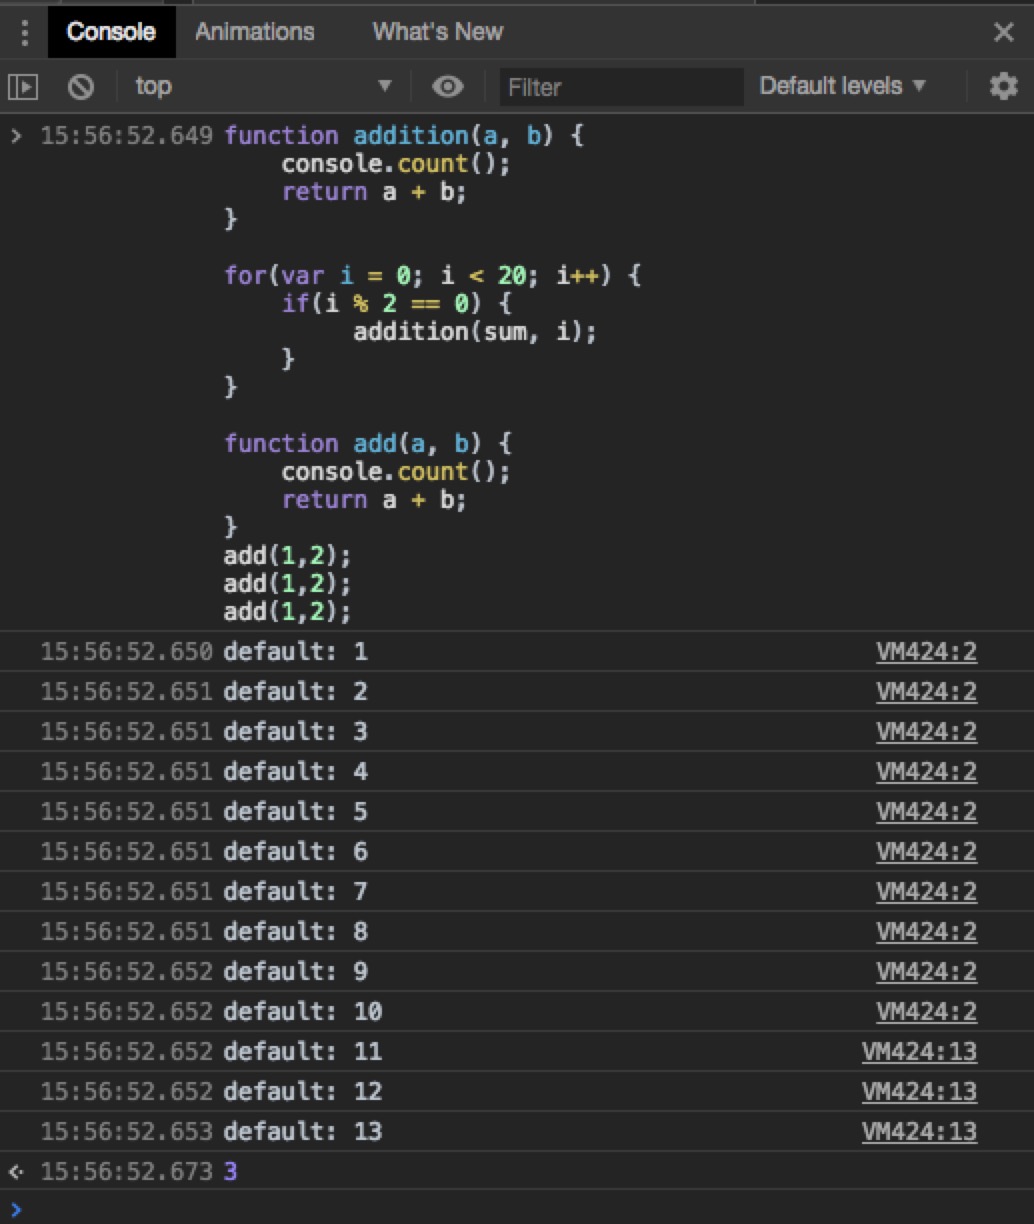 Console Animations What's New
top Filter Default levels
15:56:52.649 function addition(a, b) {
    console.count();
    return a + b;
}

for(var i = 0; i < 20; i++) {
    if(i % 2 == 0) {
         addition(sum, i);
    }
}

function add(a, b) {
    console.count();
    return a + b;
}
add(1,2);
add(1,2);
add(1,2);
15:56:52.650 default: 1 VM424:2
15:56:52.651 default: 2 VM424:2
15:56:52.651 default: 3 VM424:2
15:56:52.651 default: 4 VM424:2
15:56:52.651 default: 5 VM424:2
15:56:52.651 default: 6 VM424:2
15:56:52.651 default: 7 VM424:2
15:56:52.651 default: 8 VM424:2
15:56:52.652 default: 9 VM424:2
15:56:52.652 default: 10 VM424:2
15:56:52.652 default: 11 VM424:13
15:56:52.652 default: 12 VM424:13
15:56:52.653 default: 13 VM424:13
15:56:52.673 3